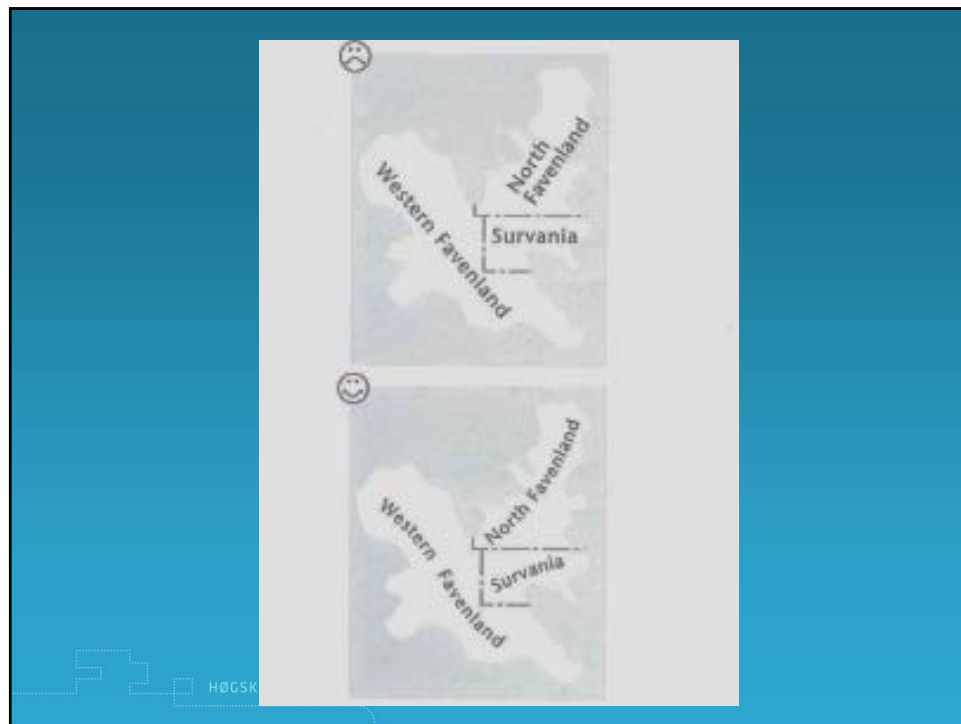 North
Favenland
Western Favenland
Survania
North Favenland
Western Favenland
Survania
HØGSK